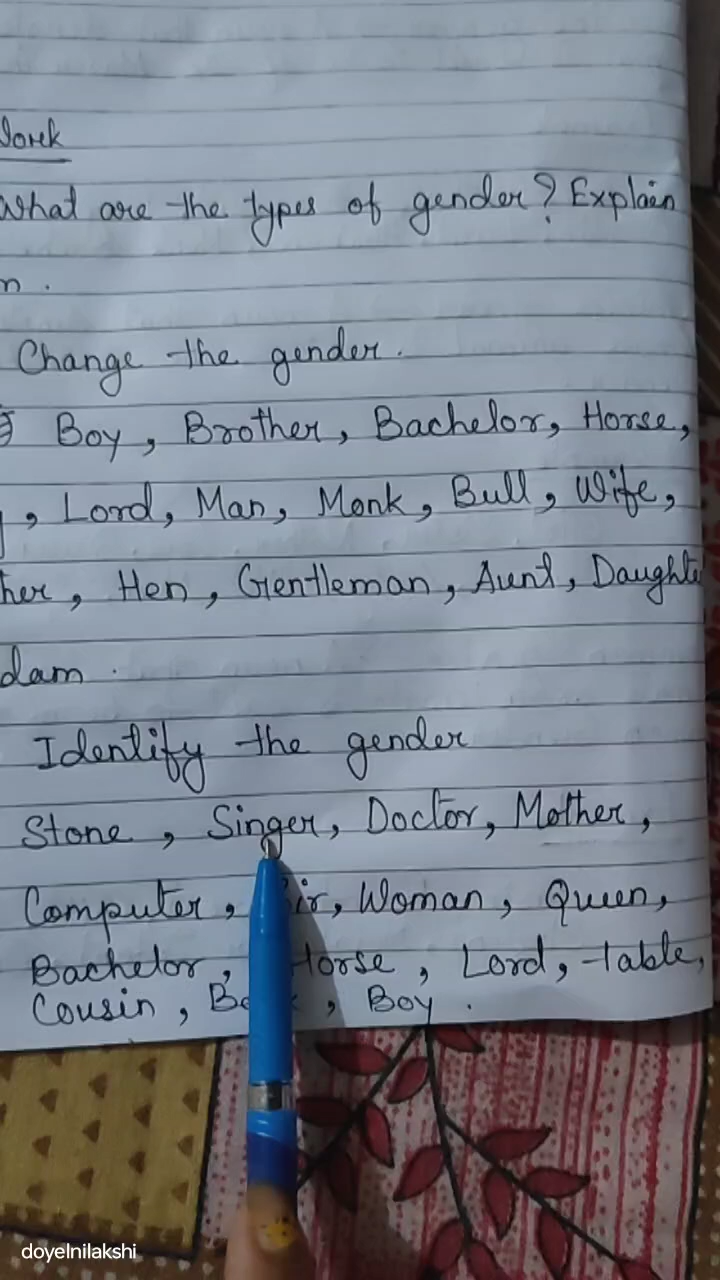 What are the types of gender? Explain
Change the gender.
Boy, Brother, Bachelor, Horse,
, Lord, Man, Monk, Bull, Wife,
her, Hen, Gentleman, Aunt, Daughte
dam.
Identify the gender
Stone, Singer, Doctor, Mother,
Computer, Sir, Woman, Queen,
Bachelor, Horse, Lord, table,
Cousin, Boy.
doyelnilakshi